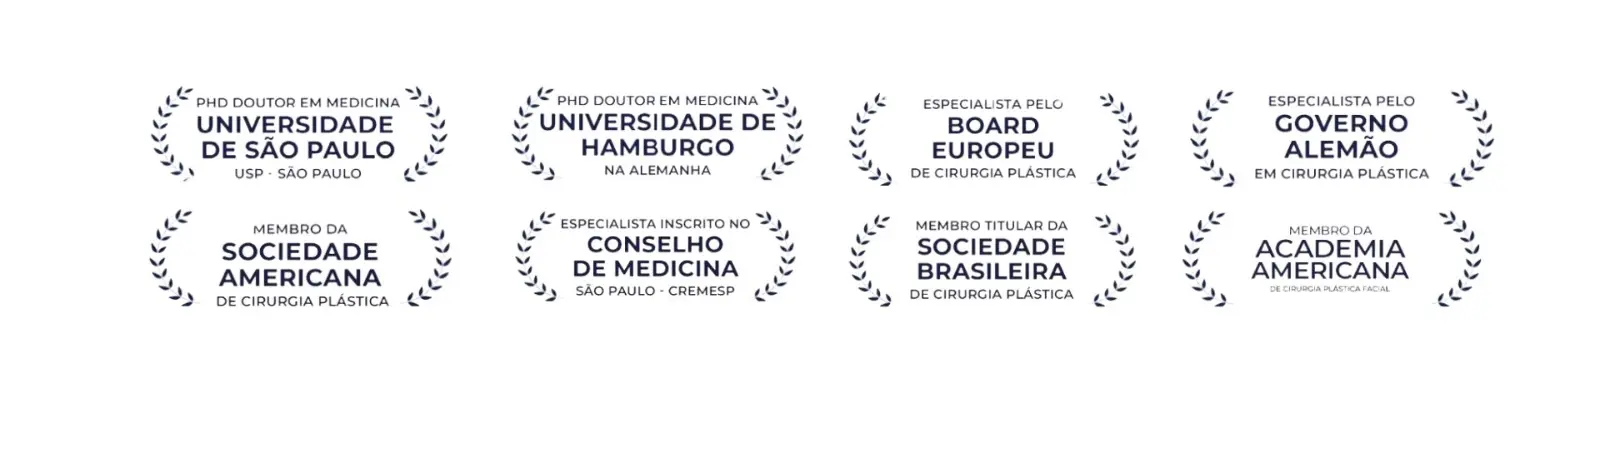 PHD DOUTOR EM MEDICINA
UNIVERSIDADE
DE SÃO PAULO
USP - SÃO PAULO
PHD DOUTOR EM MEDICINA
UNIVERSIDADE DE
HAMBURGO
NA ALEMANHA
ESPECIALISTA PELO
BOARD
EUROPEU
DE CIRURGIA PLÁSTICA
ESPECIALISTA PELO
GOVERNO
ALEMÃO
EM CIRURGIA PLÁSTICA
MEMBRO DA
SOCIEDADE
AMERICANA
DE CIRURGIA PLÁSTICA
ESPECIALISTA INSCRITO NO
CONSELHO
DE MEDICINA
SÃO PAULO - CREMESP
MEMBRO TITULAR DA
SOCIEDADE
BRASILEIRA
DE CIRURGIA PLÁSTICA
MEMBRO DA
ACADEMIA
AMERICANA
DE CIRURGIA PLÁSTICA FACIAL